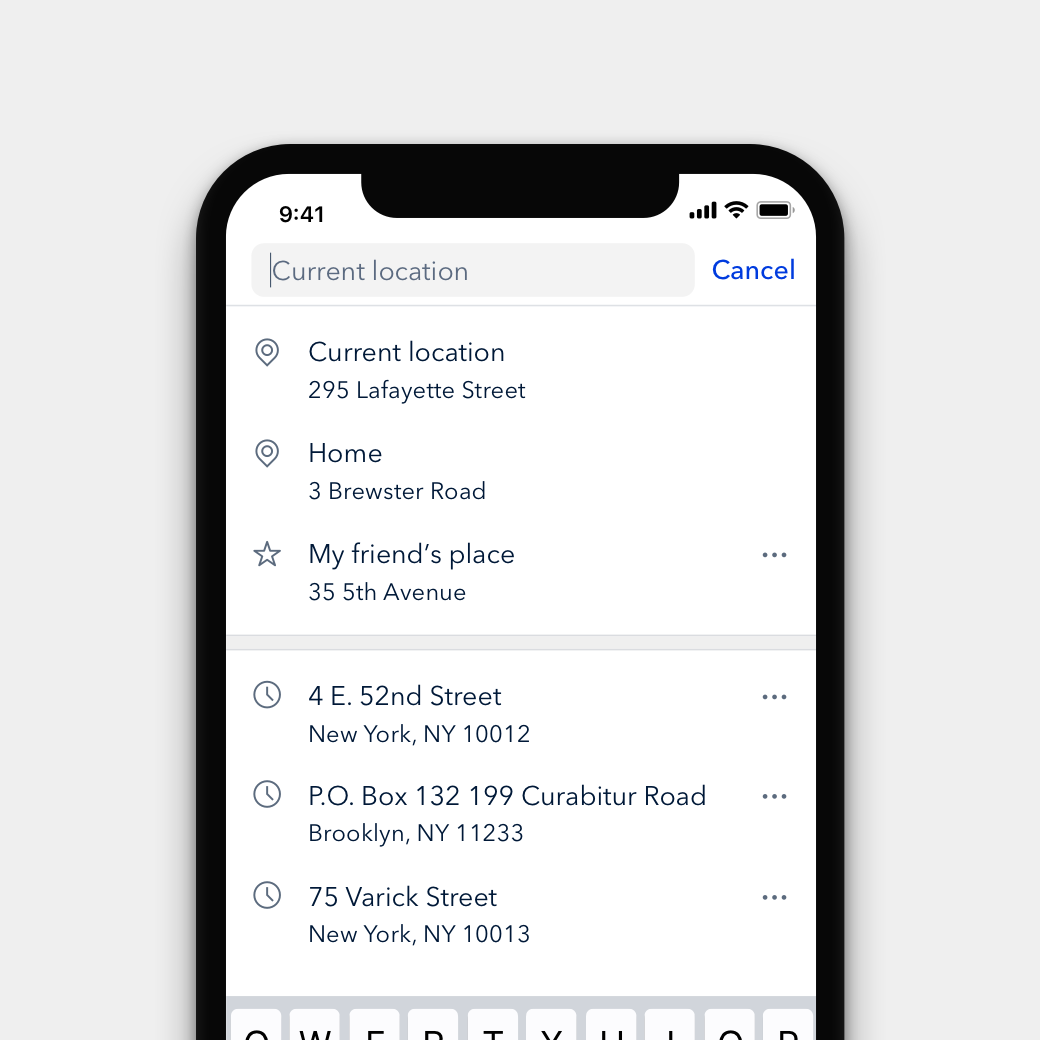 9:41
Current location
Cancel
Current location
295 Lafayette Street
Home
3 Brewster Road
My friend’s place
35 5th Avenue
4 E. 52nd Street
New York, NY 10012
P.O. Box 132 199 Curabitur Road
Brooklyn, NY 11233
75 Varick Street
New York, NY 10013
Q W E R T Y U I O P